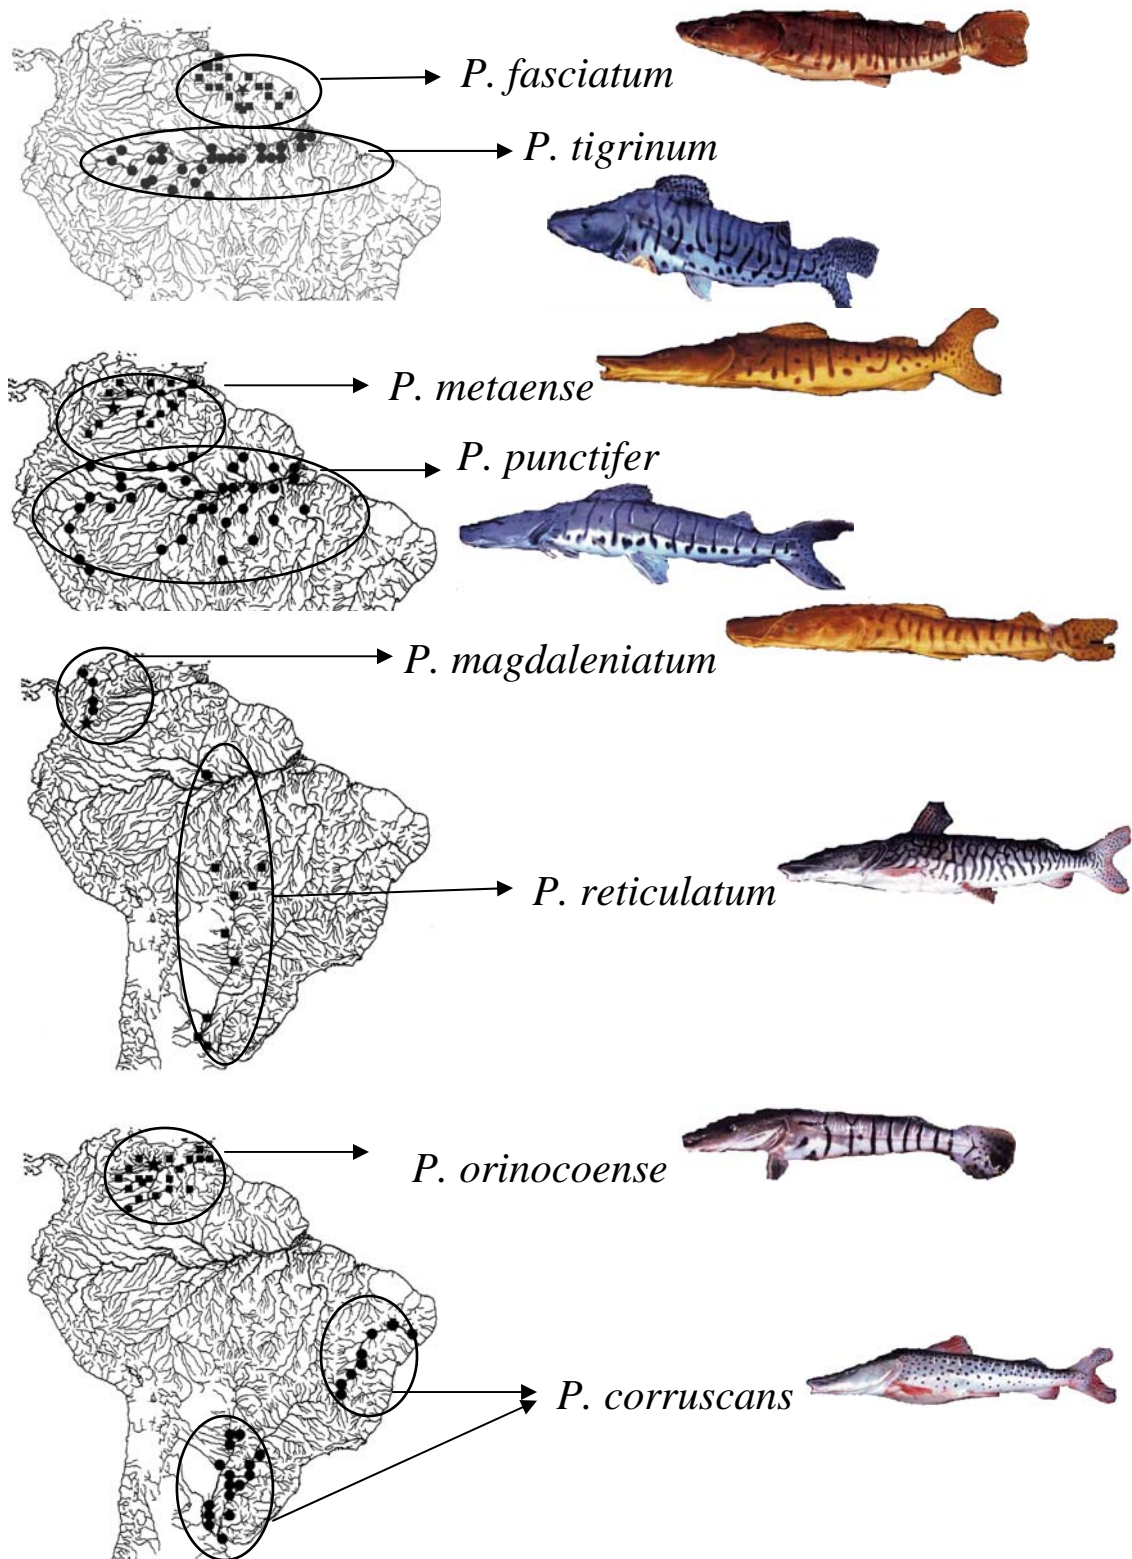 P. fasciatum
P. tigrinum
P. metaense
P. punctifer
P. magdaleniatum
P. reticulatum
P. orinocoense
P. corruscans